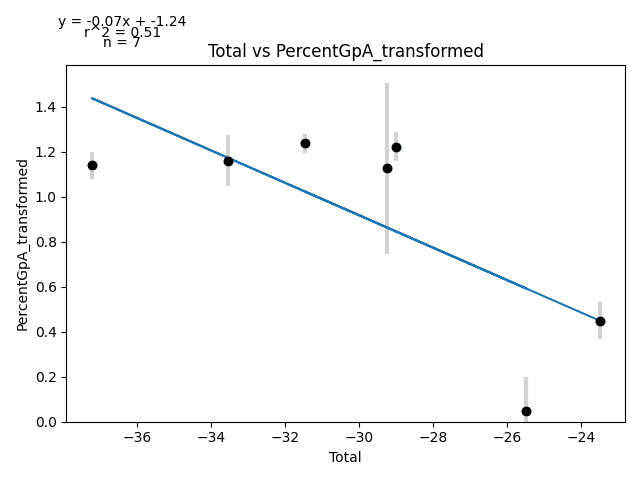 y = -0.07x + -1.24
r^2 = 0.51
n = 7
Total vs PercentGpA_transformed
PercentGpA_transformed
1.4
1.2
1.0
0.8
0.6
0.4
0.2
0.0
−36
−34
−32
−30
−28
−26
−24
Total